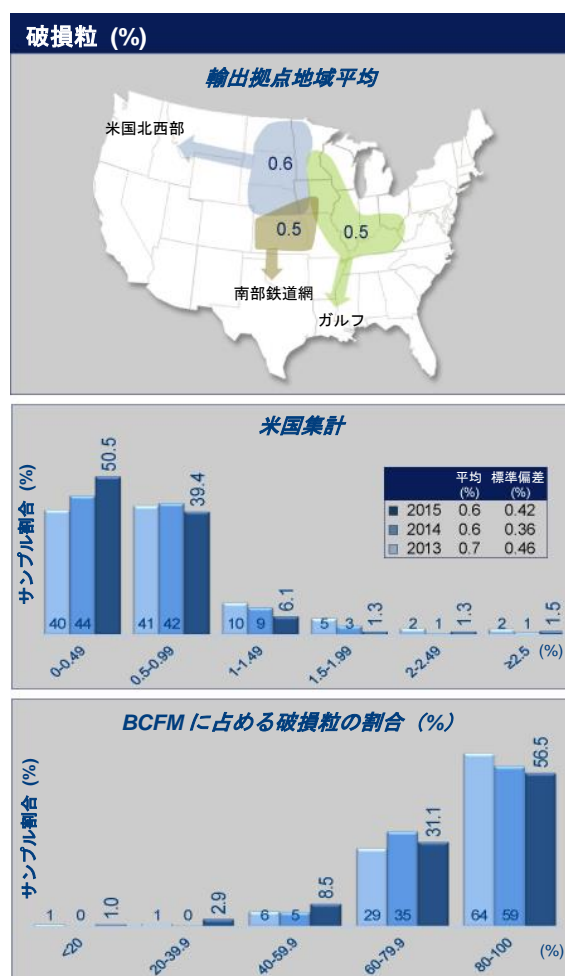 破損粒 (%)
輸出拠点地域平均
米国北西部
0.6
0.5
0.5
南部鉄道網
ガルフ
米国集計
サンプル割合 (%)
平均 標準偏差
(%) (%)
2015 0.6 0.42
2014 0.6 0.36
2013 0.7 0.46
40 44 50.5
41 42 39.4
10 9 6.1
5 3 1.3
2 1 1.3
2 1 1.5
0-0.49 0.5-0.99 1-1.49 1.5-1.99 2-2.49 ≥2.5 (%)
BCFM に占める破損粒の割合（%）
サンプル割合 (%)
1 0 1.0
1 0 2.9
6 5 8.5
29 35 31.1
64 59 56.5
<20 20-39.9 40-59.9 60-79.9 80-100 (%)